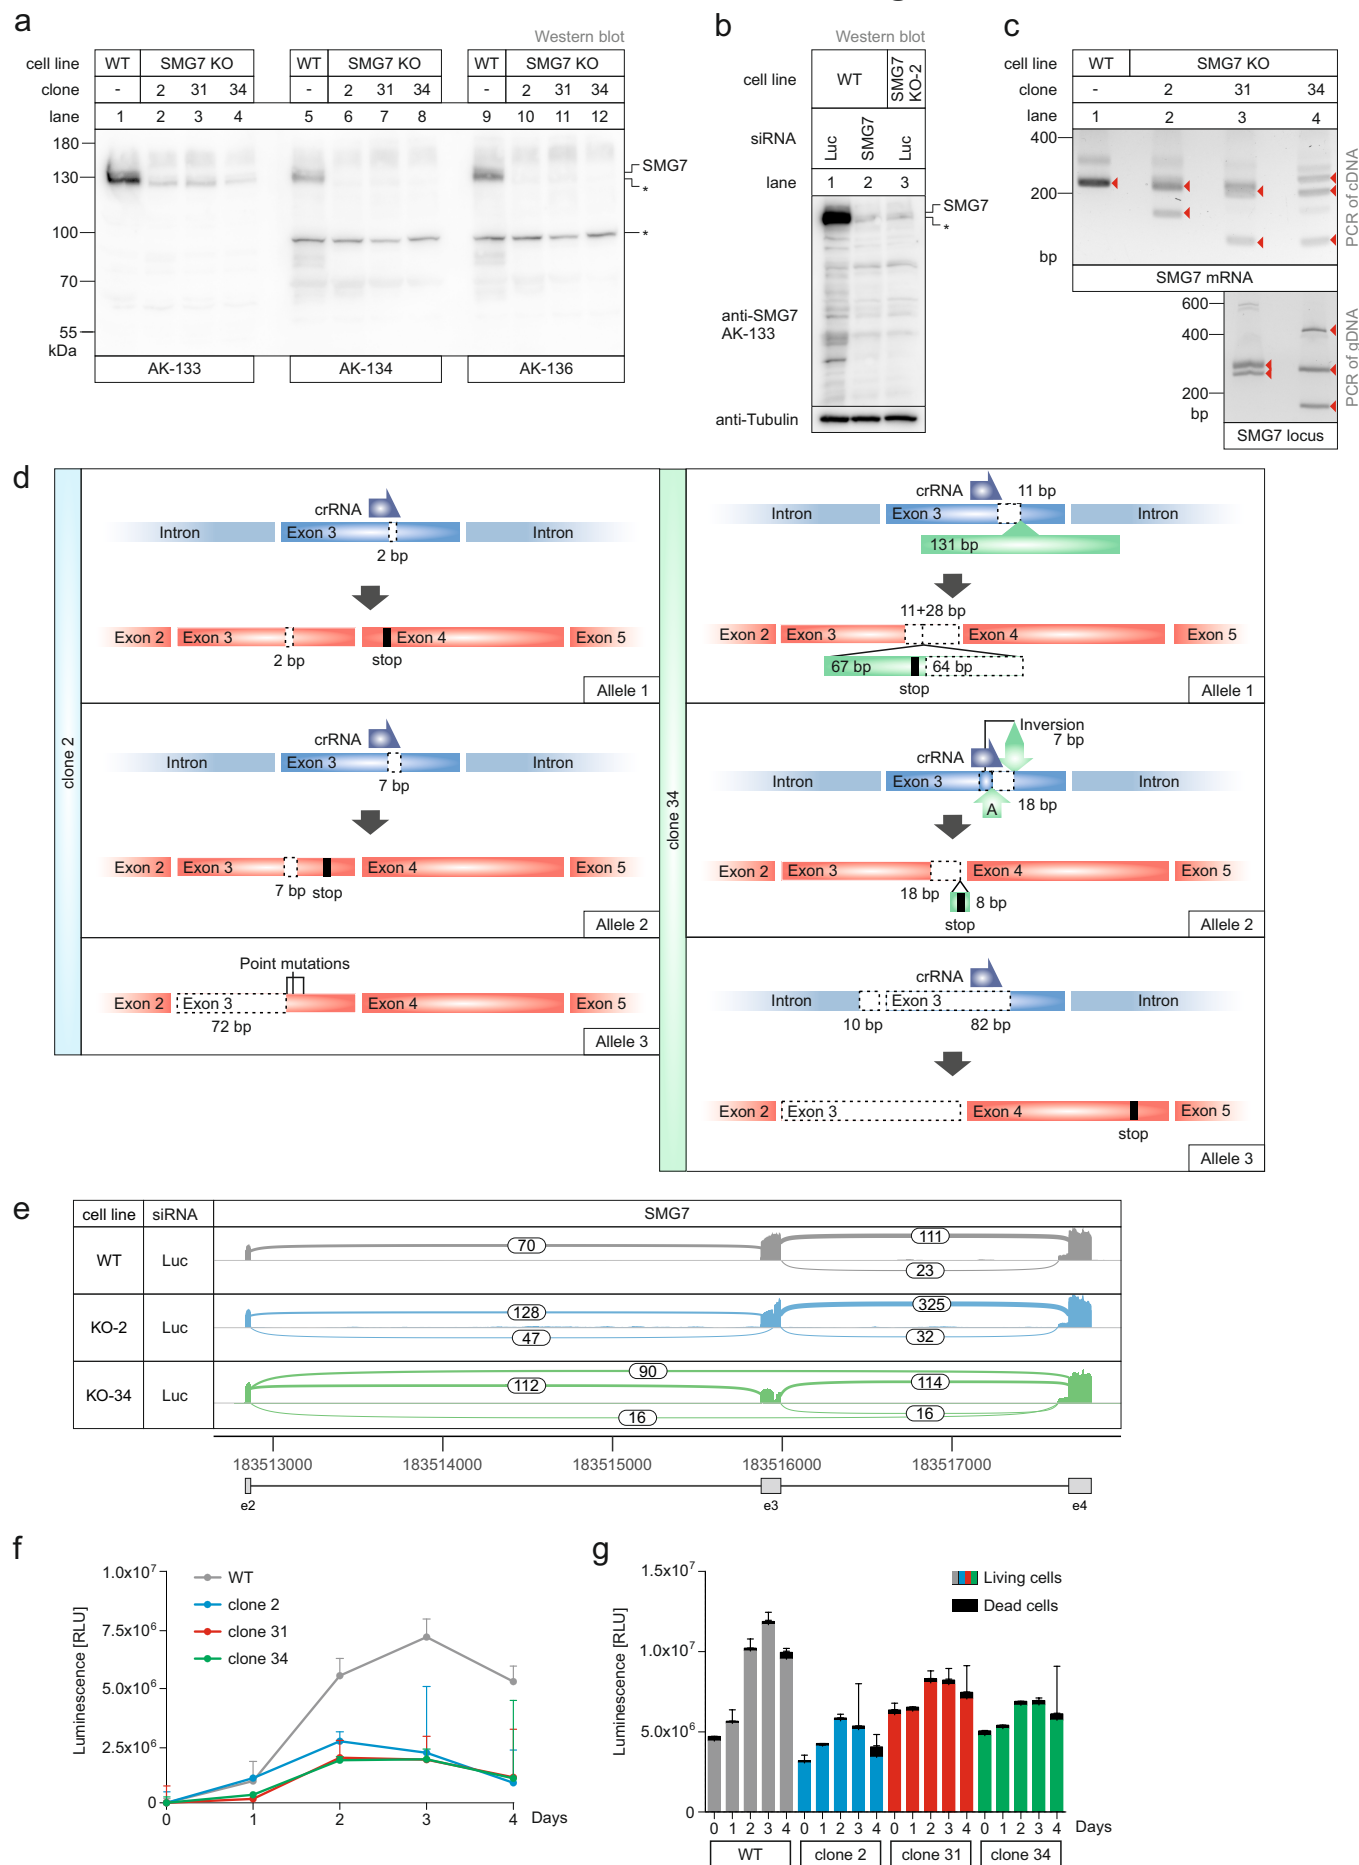 a
Western blot
cell line WT SMG7 KO WT SMG7 KO WT SMG7 KO
clone - 2 31 34 - 2 31 34 - 2 31 34
lane 1 2 3 4 5 6 7 8 9 10 11 12
180
130
100
70
55
kDa
SMG7
*
*
AK-133 AK-134 AK-136
b
Western blot
cell line WT SMG7 KO-2
siRNA Luc SMG7 Luc
lane 1 2 3
SMG7
*
anti-SMG7
AK-133
anti-Tubulin
c
cell line WT SMG7 KO
clone - 2 31 34
lane 1 2 3 4
400
200
bp
PCR of cDNA
SMG7 mRNA
600
400
200
bp
PCR of gDNA
SMG7 locus
d
clone 2
crRNA
Intron Exon 3 Intron
2 bp
Exon 2 Exon 3 Exon 4 Exon 5
2 bp stop
Allele 1
crRNA
Intron Exon 3 Intron
7 bp
Exon 2 Exon 3 Exon 4 Exon 5
7 bp stop
Allele 2
Point mutations
Exon 2 Exon 3 Exon 4 Exon 5
72 bp
Allele 3
clone 34
crRNA 11 bp
Intron Exon 3 Intron
131 bp
11+28 bp
Exon 2 Exon 3 Exon 4 Exon 5
67 bp 64 bp
stop
Allele 1
Inversion
7 bp
crRNA
Intron Exon 3 Intron
A 18 bp
Exon 2 Exon 3 Exon 4 Exon 5
18 bp 8 bp
stop
Allele 2
crRNA
Intron Exon 3 Intron
10 bp 82 bp
Exon 2 Exon 3 Exon 4 Exon 5
stop
Allele 3
e
cell line siRNA SMG7
WT Luc 70 111 23
KO-2 Luc 128 325 47 32
KO-34 Luc 90 112 114 16 16
183513000 183514000 183515000 183516000 183517000
e2 e3 e4
f
Luminescence [RLU]
1.0x10⁷
7.5x10⁶
5.0x10⁶
2.5x10⁶
0
WT
clone 2
clone 31
clone 34
0 1 2 3 4 Days
g
Luminescence [RLU]
1.5x10⁷
1.0x10⁷
5.0x10⁶
0
Living cells
Dead cells
0 1 2 3 4 0 1 2 3 4 0 1 2 3 4 0 1 2 3 4 Days
WT clone 2 clone 31 clone 34